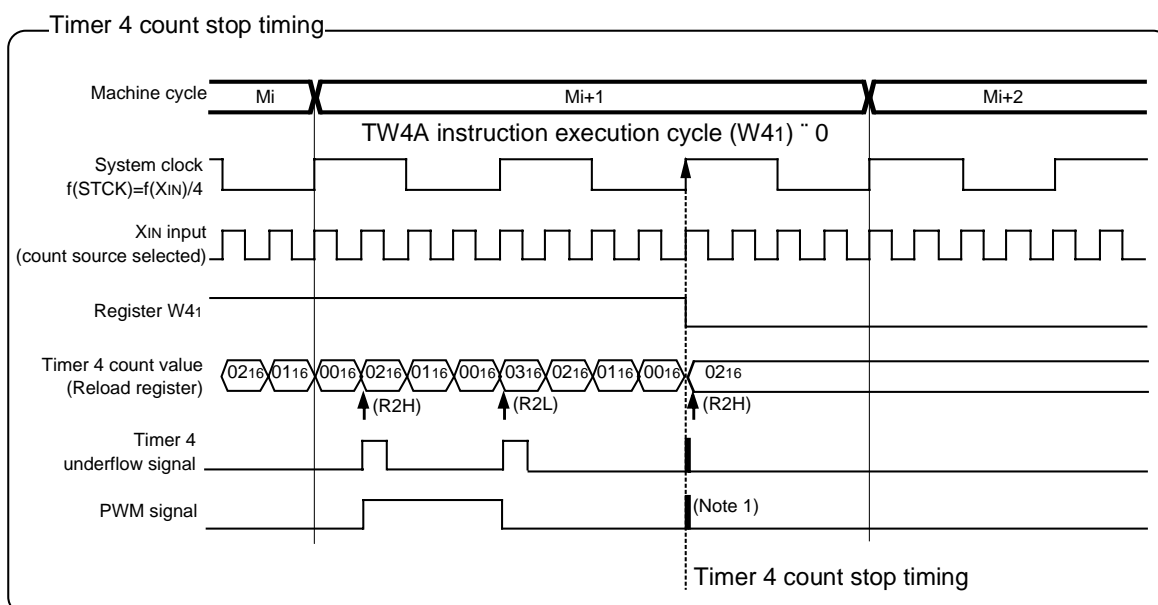 Timer 4 count stop timing
Machine cycle Mi Mi+1 Mi+2
TW4A instruction execution cycle (W41) ¨ 0
System clock
f(STCK)=f(XIN)/4
XIN input
(count source selected)
Register W41
Timer 4 count value
(Reload register)
0216 0116 0016 0216 0116 0016 0316 0216 0116 0016 0216
(R2H) (R2L) (R2H)
Timer 4
underflow signal
PWM signal
(Note 1)
Timer 4 count stop timing